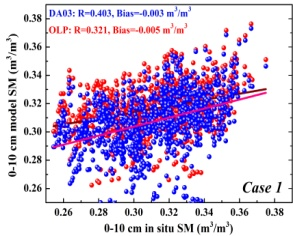 DA03: R=0.403, Bias=-0.003 m³/m³
OLP: R=0.321, Bias=-0.005 m³/m³
0-10 cm model SM (m³/m³)
0.38
0.36
0.34
0.32
0.30
0.28
0.26
Case 1
0.26 0.28 0.30 0.32 0.34 0.36 0.38
0-10 cm in situ SM (m³/m³)